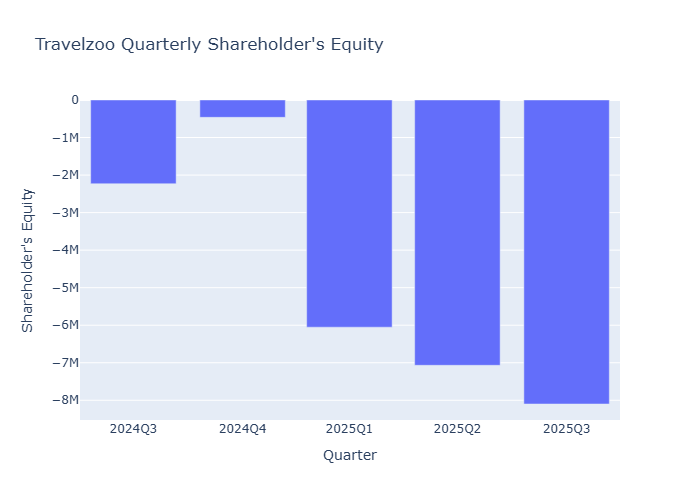 Travelzoo Quarterly Shareholder's Equity
0
−1M
−2M
−3M
−4M
−5M
−6M
−7M
−8M
Shareholder's Equity
2024Q3 2024Q4 2025Q1 2025Q2 2025Q3
Quarter